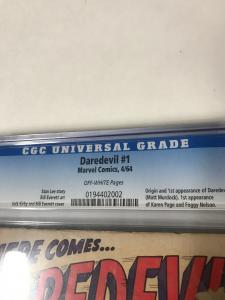 CGC UNIVERSAL GRADE
Daredevil #1
Marvel Comics, 4/64
OFF-WHITE Pages
0194402002
Stan Lee story
Bill Everett art
Jack Kirby and Bill Everett cover
Origin and 1st appearance of Daredev
(Matt Murdock). 1st appearance
of Karen Page and Foggy Nelson.
HERE COMES...
DAREDEVI